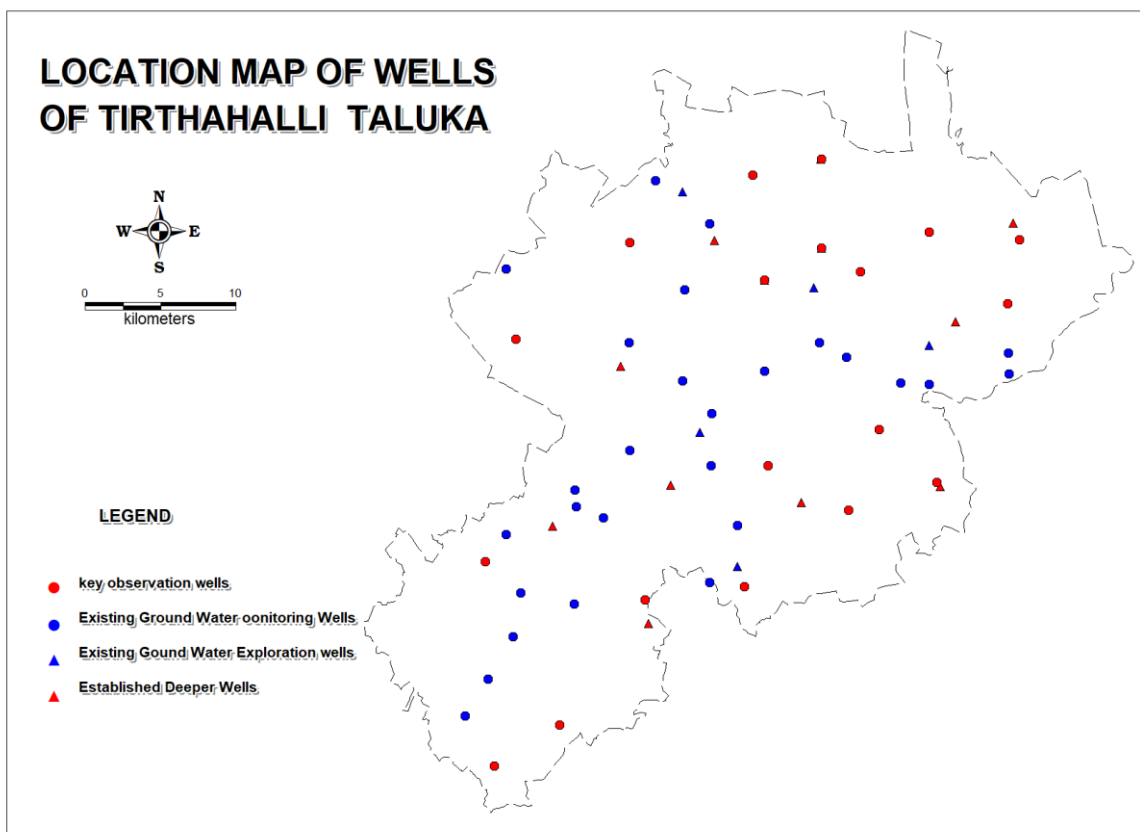 LOCATION MAP OF WELLS
OF TIRTHAHALLI TALUKA
N
W E
S
0 5 10
kilometers
LEGEND
key observation wells
Existing Ground Water oonitoring Wells
Existing Gound Water Exploration wells
Established Deeper Wells